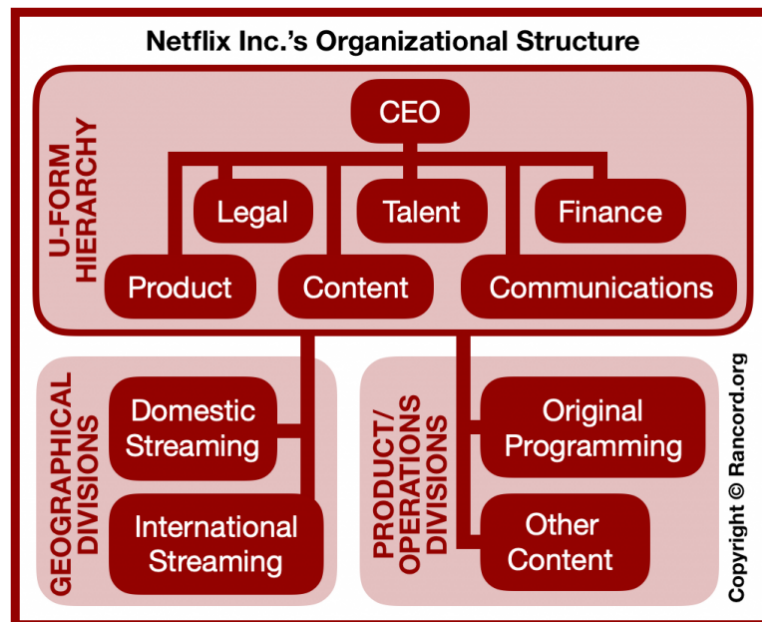 Netflix Inc.'s Organizational Structure
U-FORM
HIERARCHY
CEO
Legal
Talent
Finance
Product
Content
Communications
GEOGRAPHICAL
DIVISIONS
Domestic
Streaming
International
Streaming
PRODUCT/
OPERATIONS
DIVISIONS
Original
Programming
Other
Content
Copyright © Rancord.org